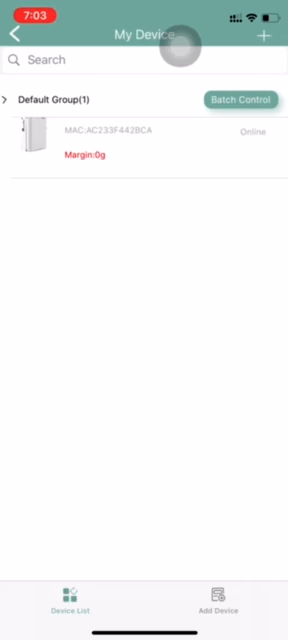 7:03
My Device
Search
Default Group(1)
Batch Control
MAC:AC233F442BCA
Online
Margin:0g
Device List
Add Device